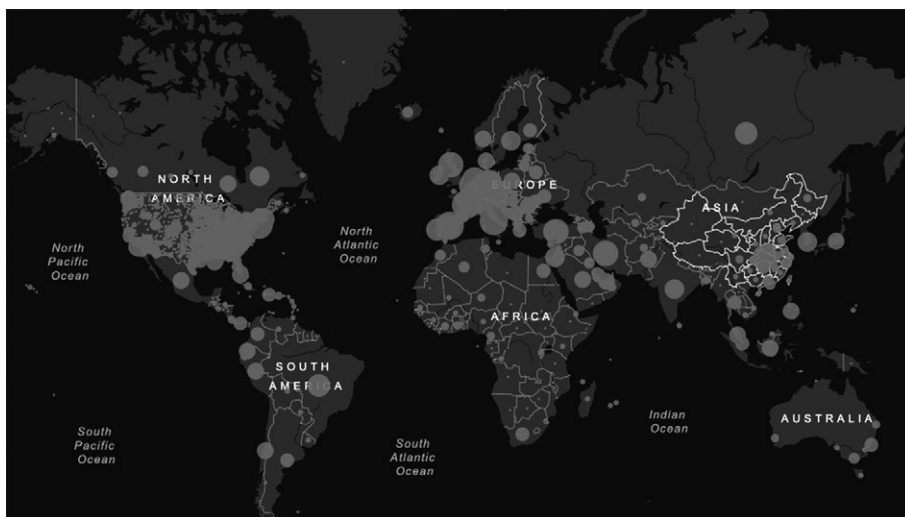 NORTH
AMERICA
EUROPE
ASIA
North
Pacific
Ocean
North
Atlantic
Ocean
AFRICA
SOUTH
AMERICA
Indian
Ocean
AUSTRALIA
South
Pacific
Ocean
South
Atlantic
Ocean